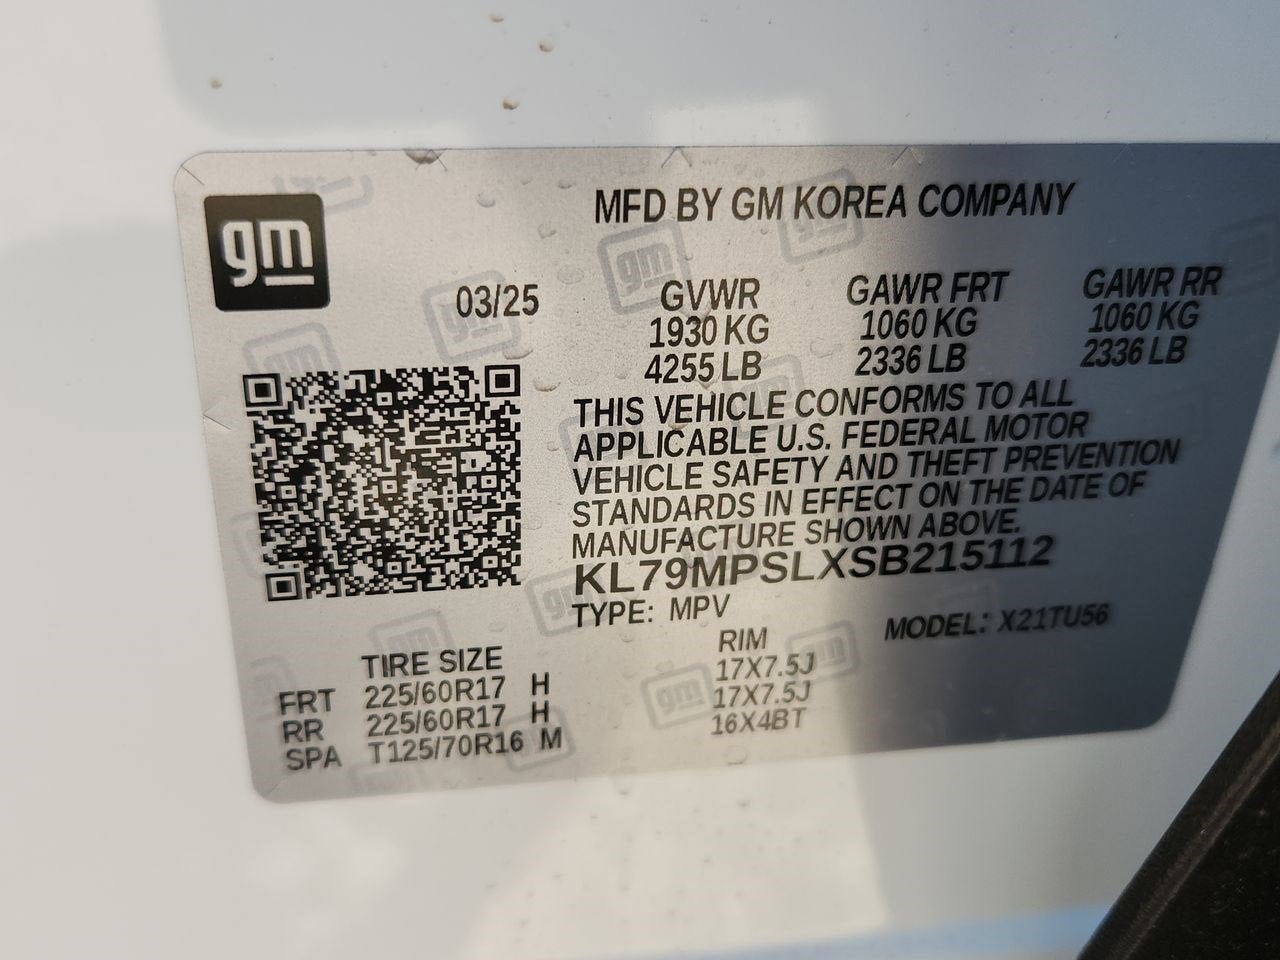 gm
MFD BY GM KOREA COMPANY
03/25 GVWR GAWR FRT GAWR RR
1930 KG 1060 KG 1060 KG
4255 LB 2336 LB 2336 LB
THIS VEHICLE CONFORMS TO ALL
APPLICABLE U.S. FEDERAL MOTOR
VEHICLE SAFETY AND THEFT PREVENTION
STANDARDS IN EFFECT ON THE DATE OF
MANUFACTURE SHOWN ABOVE.
KL79MPSLXSB215112
TYPE: MPV MODEL: X21TU56
TIRE SIZE RIM
FRT 225/60R17 H 17X7.5J
RR 225/60R17 H 17X7.5J
SPA T125/70R16 M 16X4BT